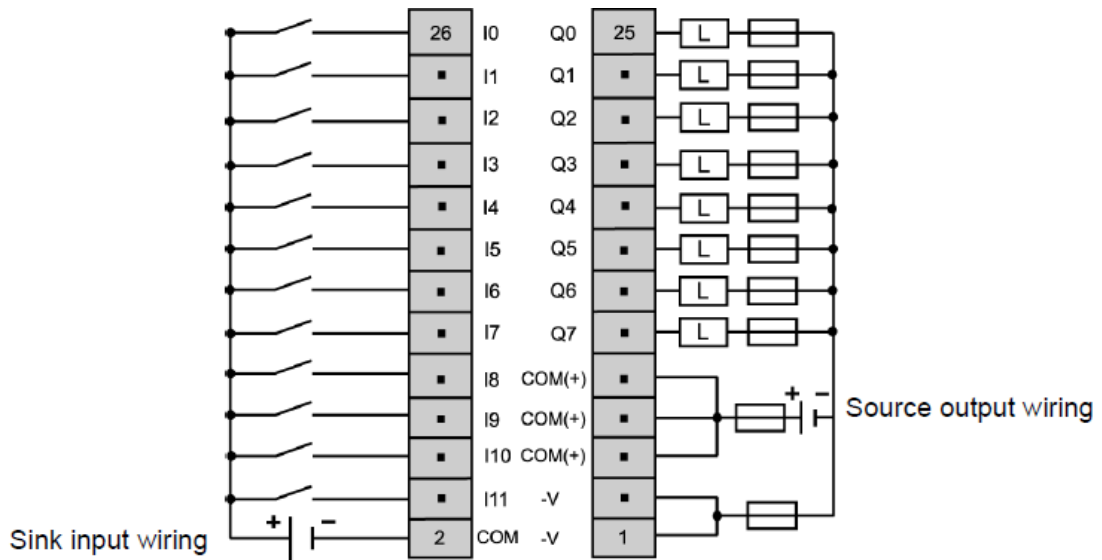 26 I0 Q0 25 L
I1 Q1 L
I2 Q2 L
I3 Q3 L
I4 Q4 L
I5 Q5 L
I6 Q6 L
I7 Q7 L
I8 COM(+)
I9 COM(+) + − Source output wiring
I10 COM(+)
I11 -V
Sink input wiring + − 2 COM -V 1